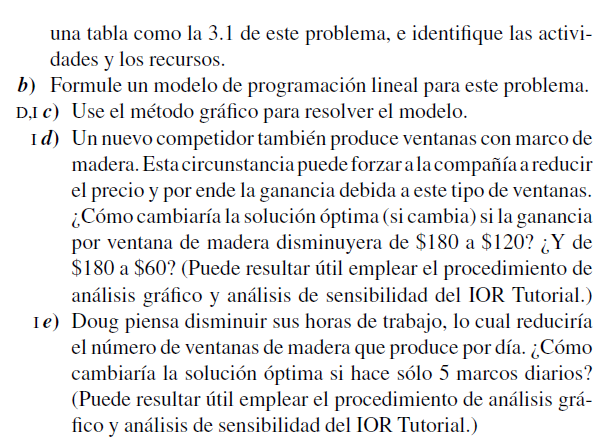 una tabla como la 3.1 de este problema, e identifique las activi-
dades y los recursos.
b) Formule un modelo de programación lineal para este problema.
D,I c) Use el método gráfico para resolver el modelo.
I d) Un nuevo competidor también produce ventanas con marco de
madera. Esta circunstancia puede forzar a la compañía a reducir
el precio y por ende la ganancia debida a este tipo de ventanas.
¿Cómo cambiaría la solución óptima (si cambia) si la ganancia
por ventana de madera disminuyera de $180 a $120? ¿Y de
$180 a $60? (Puede resultar útil emplear el procedimiento de
análisis gráfico y análisis de sensibilidad del IOR Tutorial.)
I e) Doug piensa disminuir sus horas de trabajo, lo cual reduciría
el número de ventanas de madera que produce por día. ¿Cómo
cambiaría la solución óptima si hace sólo 5 marcos diarios?
(Puede resultar útil emplear el procedimiento de análisis grá-
fico y análisis de sensibilidad del IOR Tutorial.)